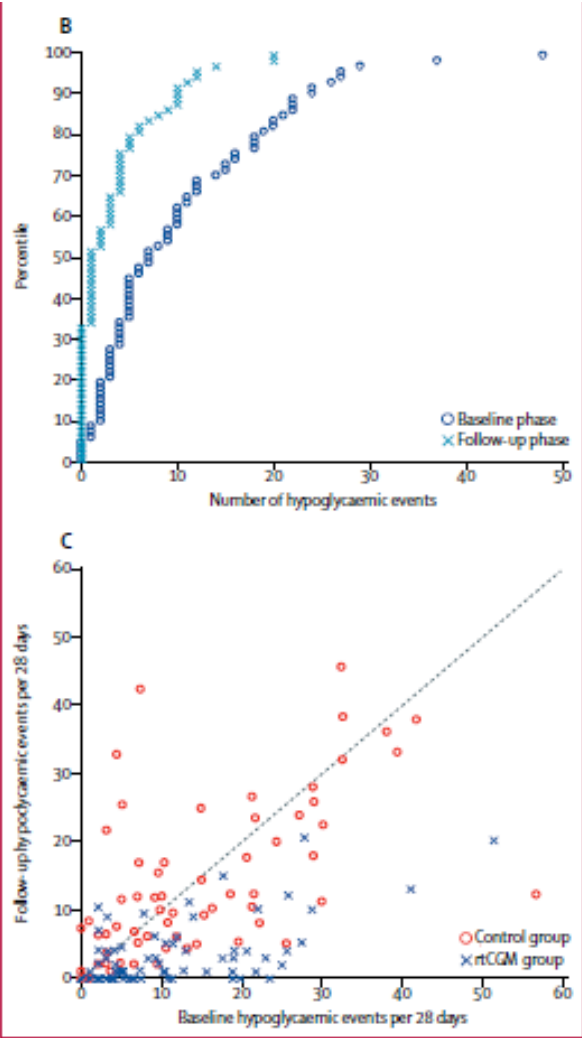 B
100
90
80
70
60
50
40
30
20
10
0
Percentile
Baseline phase
Follow-up phase
0 10 20 30 40 50
Number of hypoglycaemic events
C
60
50
40
30
20
10
0
Follow-up hypoglycaemic events per 28 days
Control group
rtCGM group
0 10 20 30 40 50 60
Baseline hypoglycaemic events per 28 days